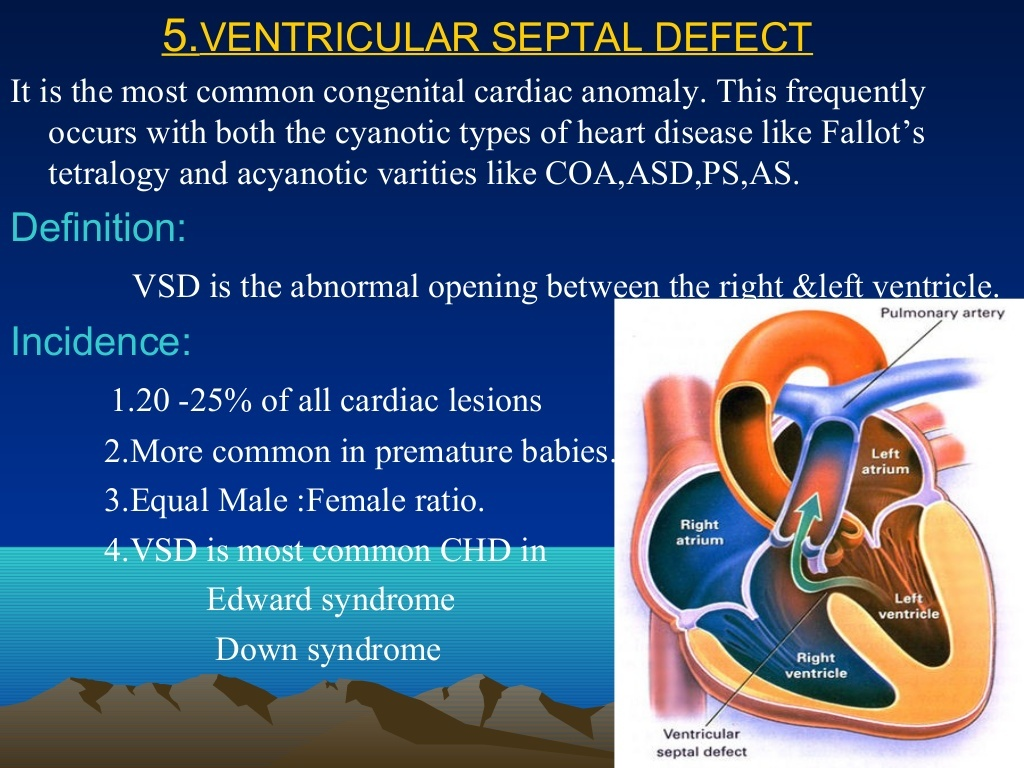 5.VENTRICULAR SEPTAL DEFECT
It is the most common congenital cardiac anomaly. This frequently
occurs with both the cyanotic types of heart disease like Fallot’s
tetralogy and acyanotic varities like COA,ASD,PS,AS.
Definition:
VSD is the abnormal opening between the right &left ventricle.
Incidence:
1.20 -25% of all cardiac lesions
2.More common in premature babies.
3.Equal Male :Female ratio.
4.VSD is most common CHD in
Edward syndrome
Down syndrome
Pulmonary artery
Left
atrium
Right
atrium
Left
ventricle
Right
ventricle
Ventricular
septal defect